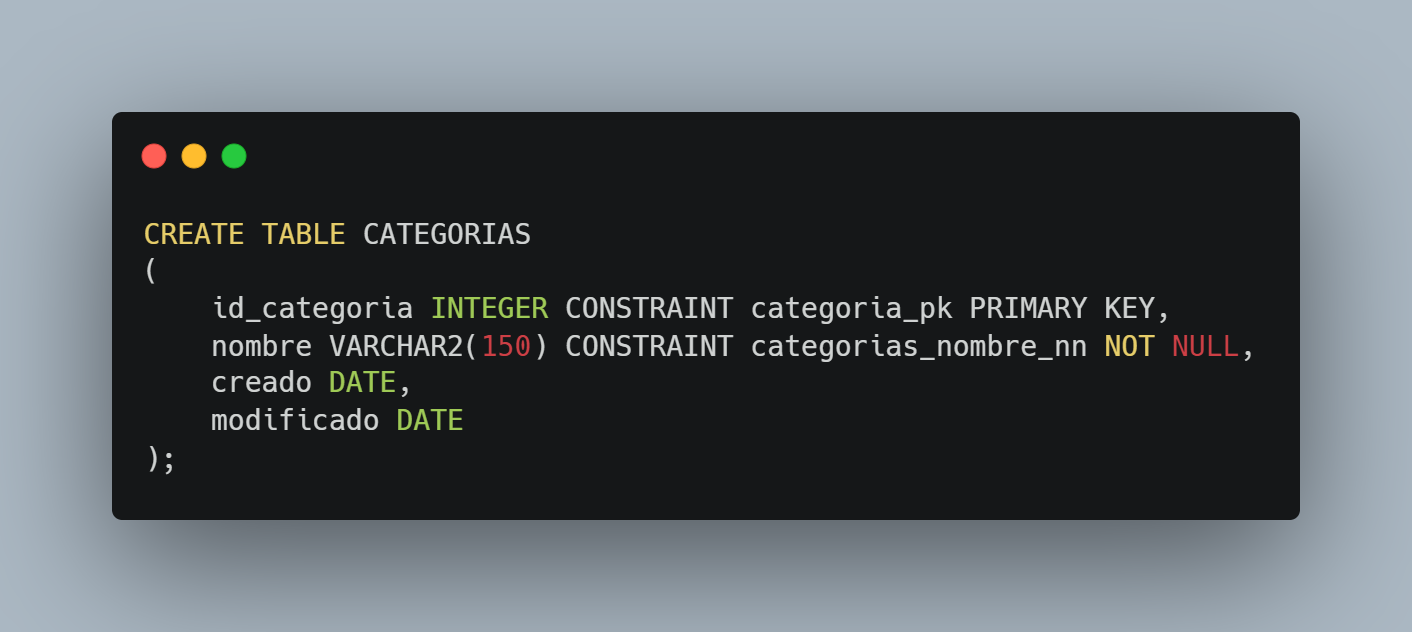 CREATE TABLE CATEGORIAS
(
    id_categoria INTEGER CONSTRAINT categoria_pk PRIMARY KEY,
    nombre VARCHAR2(150) CONSTRAINT categorias_nombre_nn NOT NULL,
    creado DATE,
    modificado DATE
);